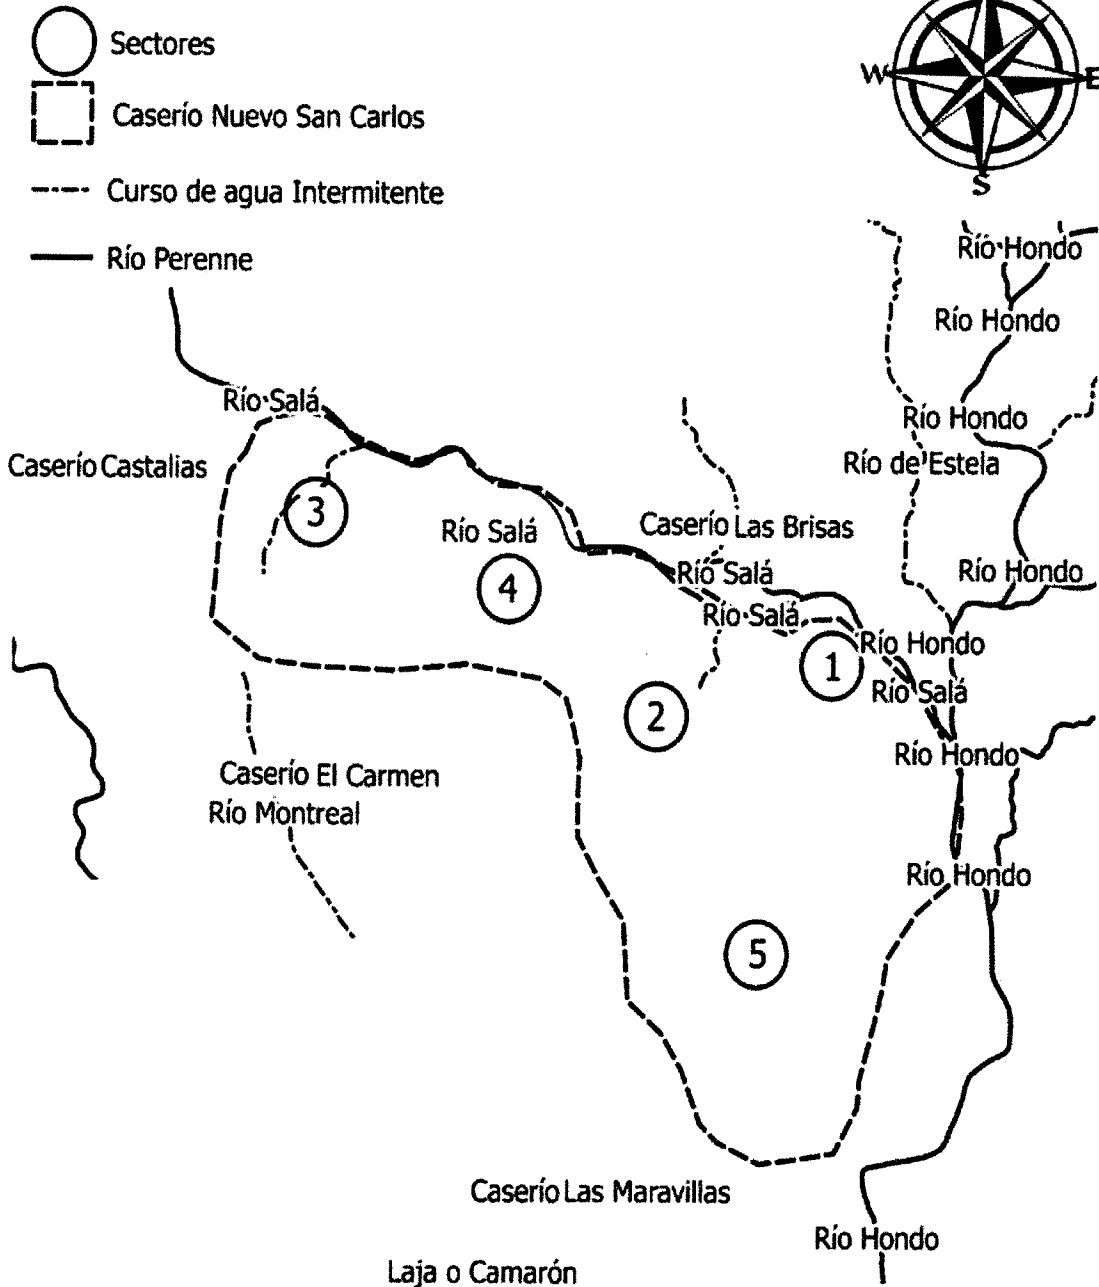 Sectores
Caserío Nuevo San Carlos
Curso de agua Intermitente
Río Perenne
W
E
S
Río Hondo
Río Hondo
Río Salá
Río Hondo
Caserío Castalias
Río de Estela
3
Río Salá
Caserío Las Brisas
4
Río Salá
Río Hondo
Río Salá
1
Río Hondo
Río Salá
2
Río Hondo
Caserío El Carmen
Río Montreal
Río Hondo
5
Caserío Las Maravillas
Río Hondo
Laja o Camarón